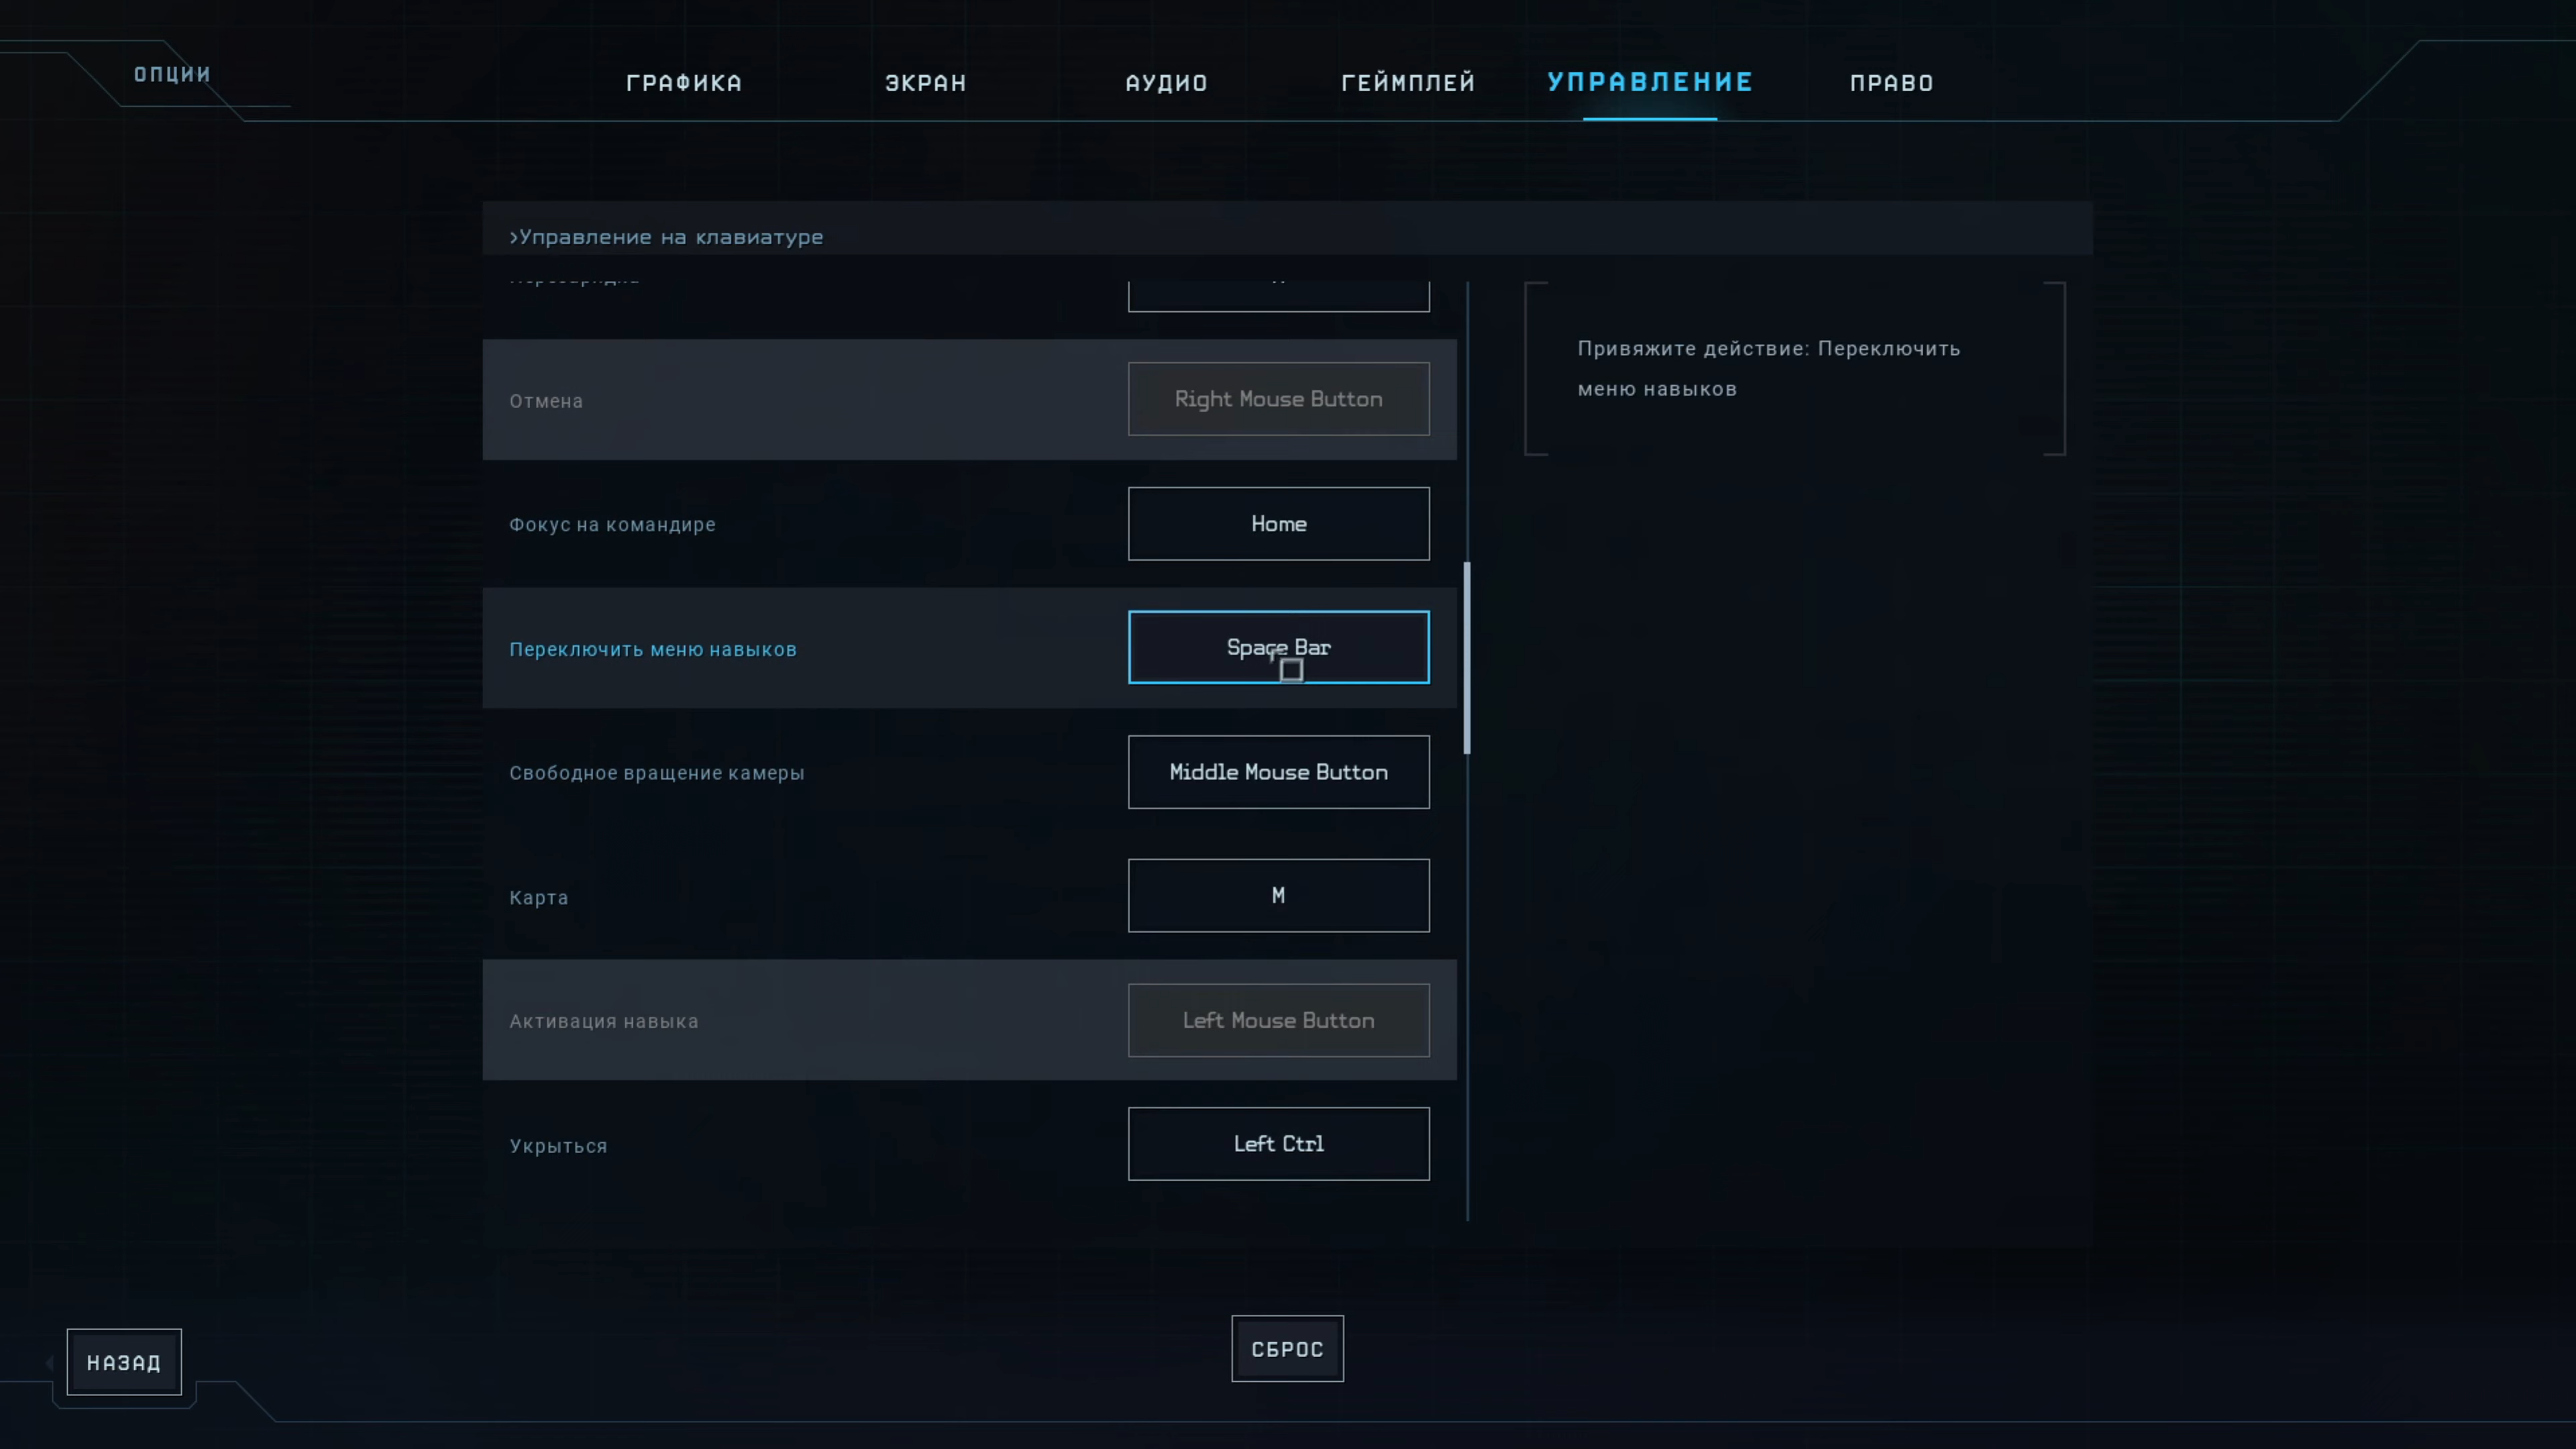 ОПЦИИ
ГРАФИКА
ЭКРАН
АУДИО
ГЕЙМПЛЕЙ
УПРАВЛЕНИЕ
ПРАВО
>Управление на клавиатуре
Отмена
Right Mouse Button
Фокус на командире
Home
Переключить меню навыков
Space Bar
Свободное вращение камеры
Middle Mouse Button
Карта
M
Активация навыка
Left Mouse Button
Укрыться
Left Ctrl
Привяжите действие: Переключить
меню навыков
НАЗАД
СБРОС